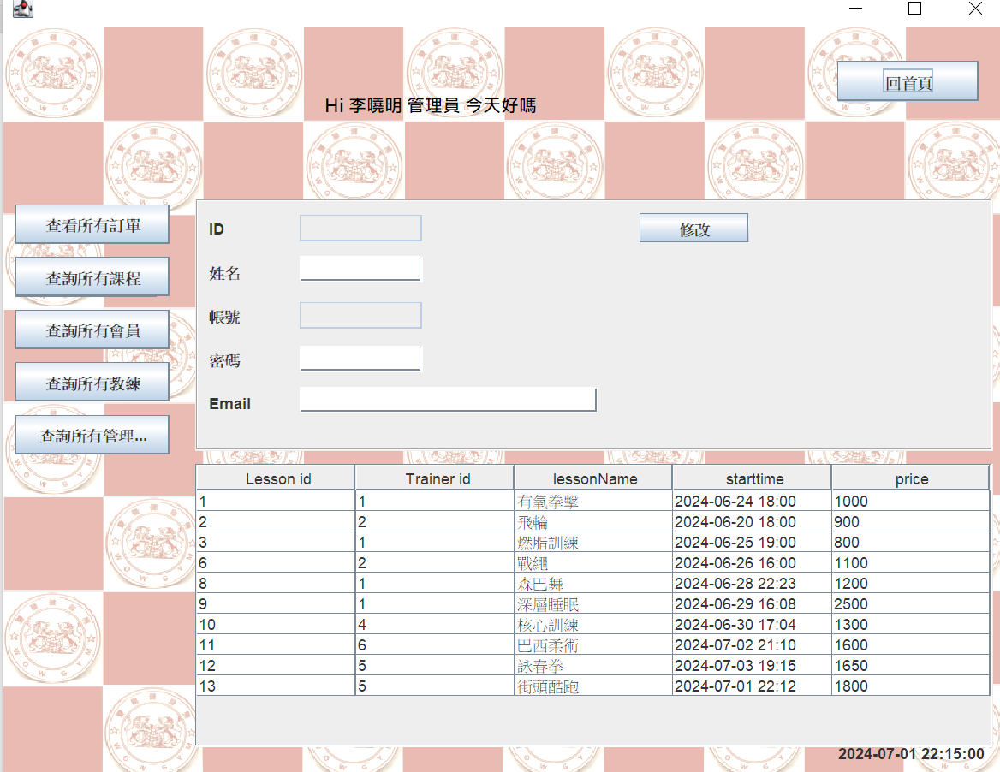 回首頁
Hi 李曉明 管理員 今天好嗎
查看所有訂單
查詢所有課程
查詢所有會員
查詢所有教練
查詢所有管理...
ID
修改
姓名
帳號
密碼
Email
Lesson id Trainer id lessonName starttime price
1 1 有氧拳擊 2024-06-24 18:00 1000
2 2 飛輪 2024-06-20 18:00 900
3 1 燃脂訓練 2024-06-25 19:00 800
6 2 戰繩 2024-06-26 16:00 1100
8 1 森巴舞 2024-06-28 22:23 1200
9 1 深層睡眠 2024-06-29 16:08 2500
10 4 核心訓練 2024-06-30 17:04 1300
11 6 巴西柔術 2024-07-02 21:10 1600
12 5 詠春拳 2024-07-03 19:15 1650
13 5 街頭酷跑 2024-07-01 22:12 1800
2024-07-01 22:15:00